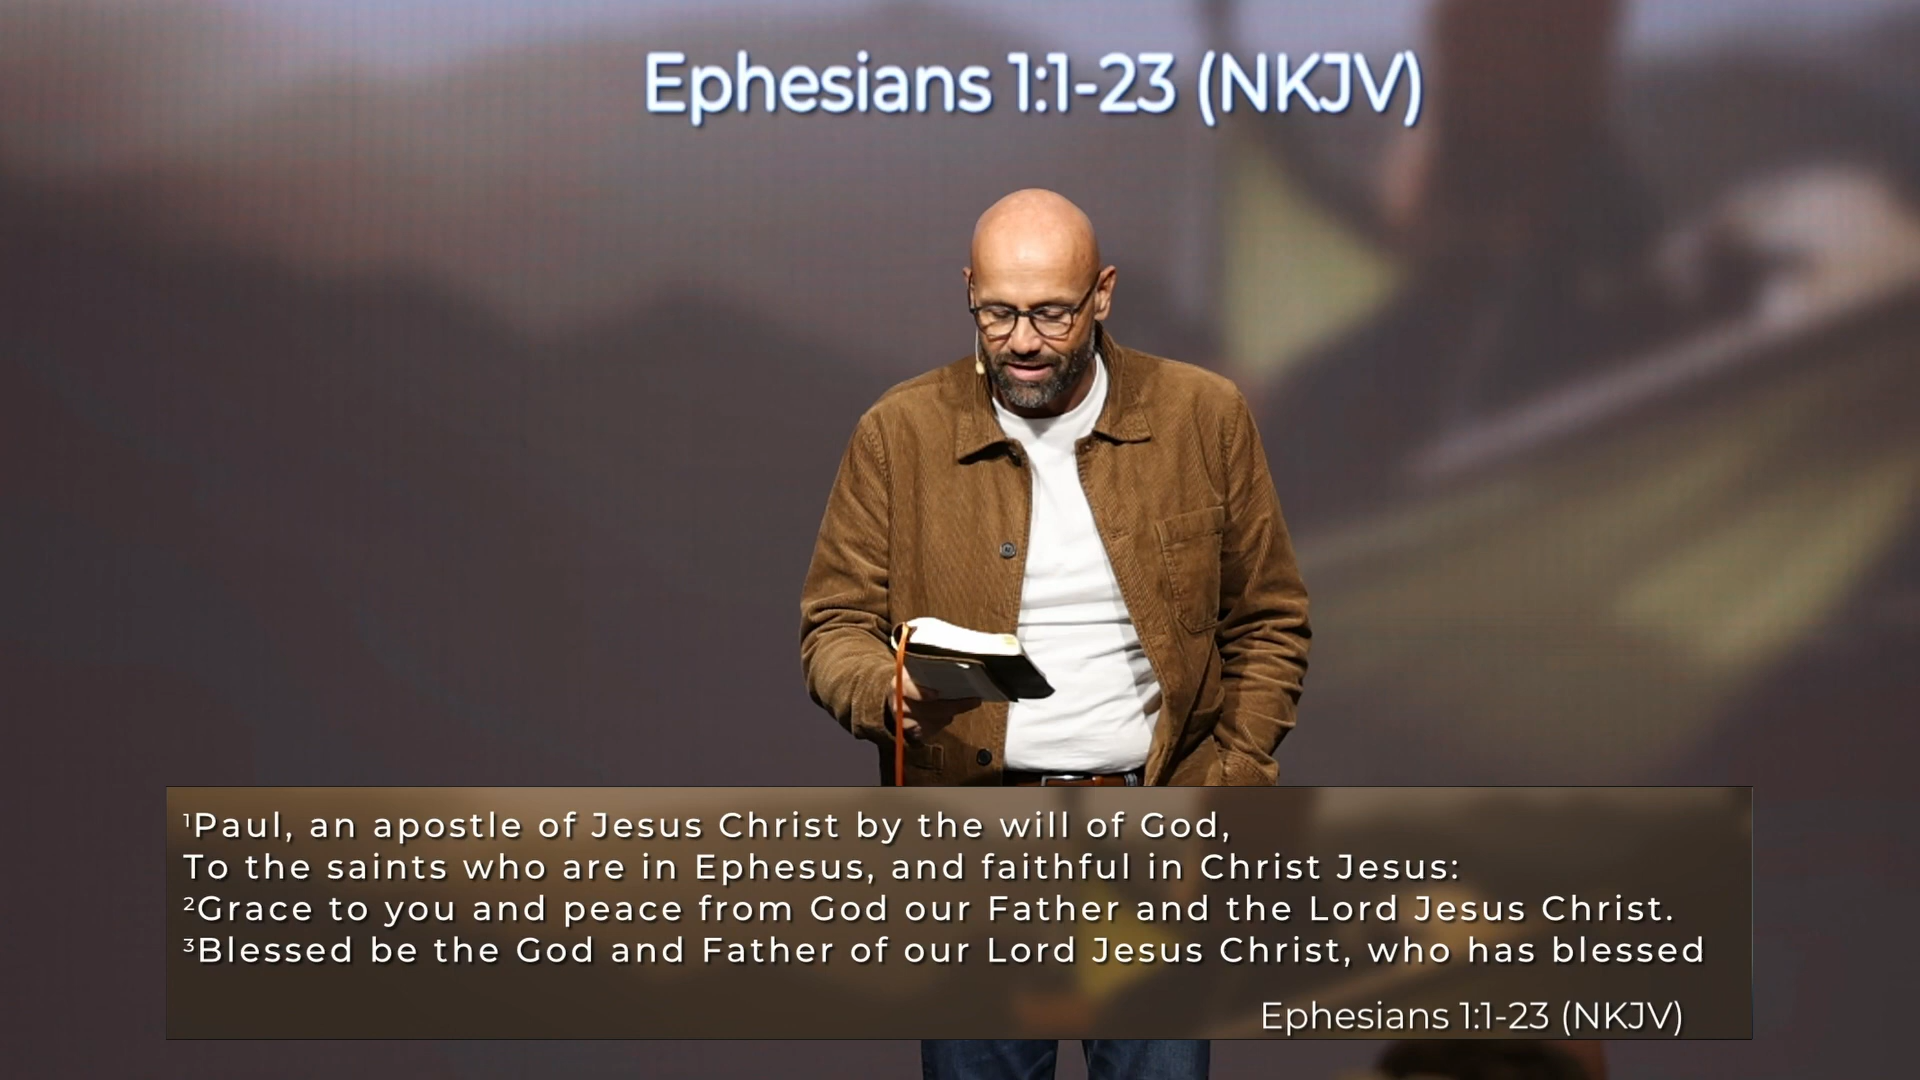 Ephesians 1:1-23 (NKJV)
¹Paul, an apostle of Jesus Christ by the will of God,
To the saints who are in Ephesus, and faithful in Christ Jesus:
²Grace to you and peace from God our Father and the Lord Jesus Christ.
³Blessed be the God and Father of our Lord Jesus Christ, who has blessed
Ephesians 1:1-23 (NKJV)